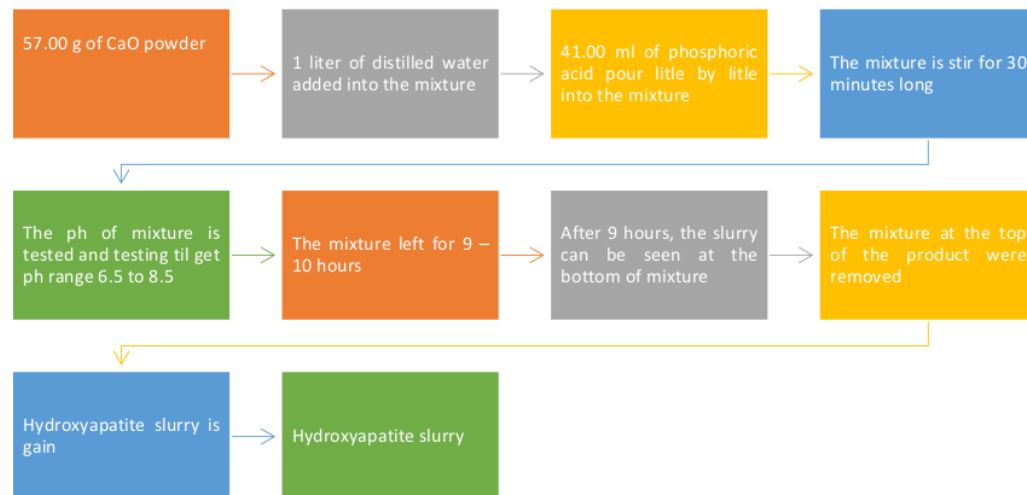 57.00 g of CaO powder
1 liter of distilled water
added into the mixture
41.00 ml of phosphoric
acid pour litle by litle
into the mixture
The mixture is stir for 30
minutes long
The ph of mixture is
tested and testing til get
ph range 6.5 to 8.5
The mixture left for 9 –
10 hours
After 9 hours, the slurry
can be seen at the
bottom of mixture
The mixture at the top
of the product were
removed
Hydroxyapatite slurry is
gain
Hydroxyapatite slurry